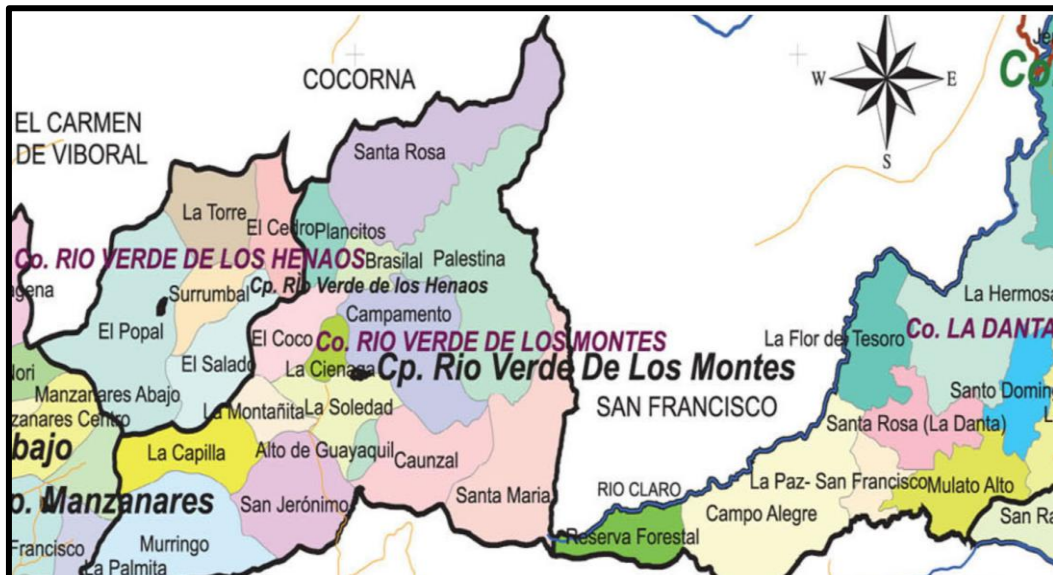 COCORNA
EL CARMEN
DE VIBORAL
N
W
E
S
Co
Santa Rosa
La Torre
El Cedro
Plancitos
Co. RIO VERDE DE LOS HENAOS
Brasilal
Palestina
Surrumbal
Cp. Rio Verde de los Henaos
La Hermosa
El Popal
Campamento
El Coco
Co. RIO VERDE DE LOS MONTES
La Flor del Tesoro
Co. LA DANTA
El Salado
La Cienaga
Cp. Rio Verde De Los Montes
Manzanares Abajo
La Montañita
La Soledad
SAN FRANCISCO
Santo Doming
Santa Rosa (La Danta)
nzanares Centro
bajo
La Capilla
Alto de Guayaquil
Caunzal
La Paz- San Francisco
Mulato Alto
o. Manzanares
San Jerónimo
Santa Maria
RIO CLARO
Campo Alegre
San Ra
Reserva Forestal
Francisco
Murringo
La Palmita